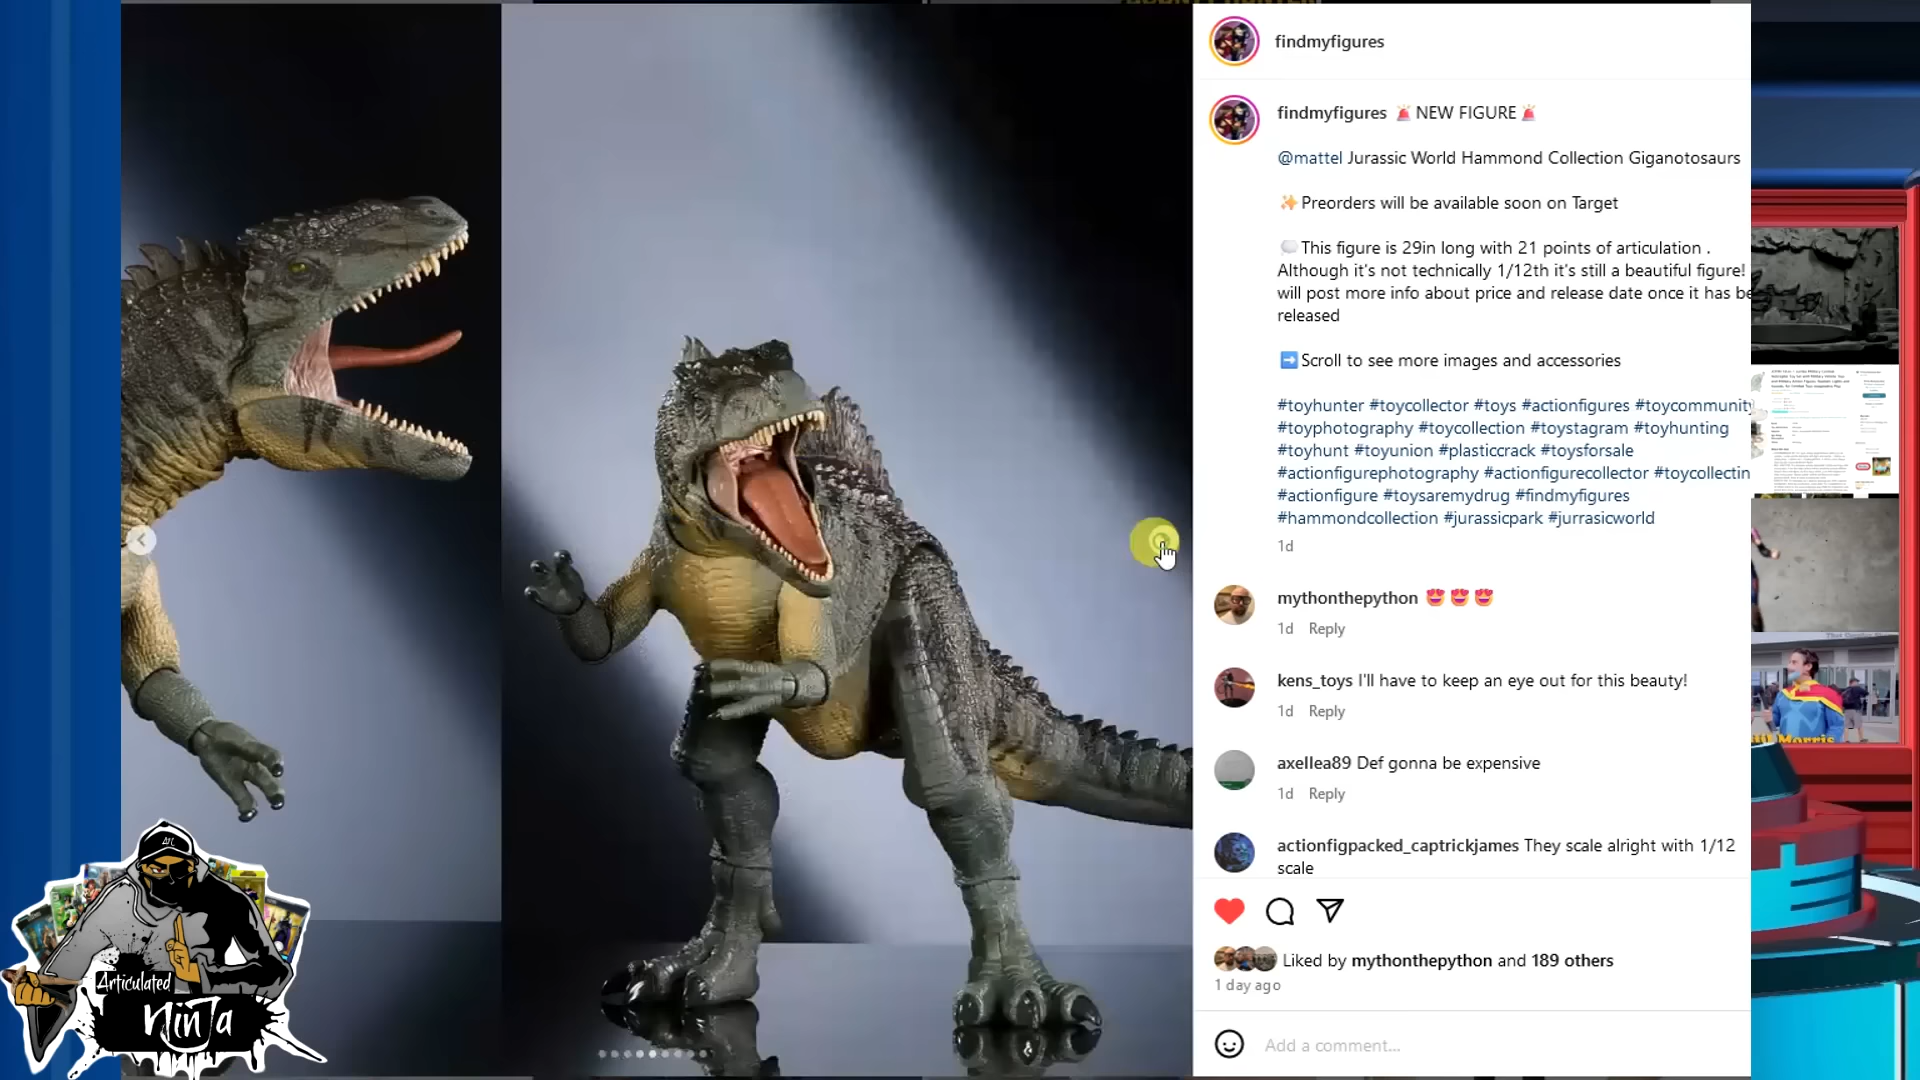 findmyfigures
findmyfigures 🚨 NEW FIGURE 🚨
@mattel Jurassic World Hammond Collection Giganotosaurs
✨Preorders will be available soon on Target
💭This figure is 29in long with 21 points of articulation .
Although it's not technically 1/12th it's still a beautiful figure!
will post more info about price and release date once it has be
released
➡️Scroll to see more images and accessories
#toyhunter #toycollector #toys #actionfigures #toycommunity
#toyphotography #toycollection #toystagram #toyhunting
#toyhunt #toyunion #plasticcrack #toysforsale
#actionfigurephotography #actionfigurecollector #toycollectin
#actionfigure #toysaremydrug #findmyfigures
#hammondcollection #jurassicpark #jurrasicworld
1d
mythonthepython 😍😍😍
1d Reply
kens_toys I'll have to keep an eye out for this beauty!
1d Reply
axellea89 Def gonna be expensive
1d Reply
actionfigpacked_captrickjames They scale alright with 1/12
scale
Liked by mythonthepython and 189 others
1 day ago
Add a comment...
Articulated
NinJa